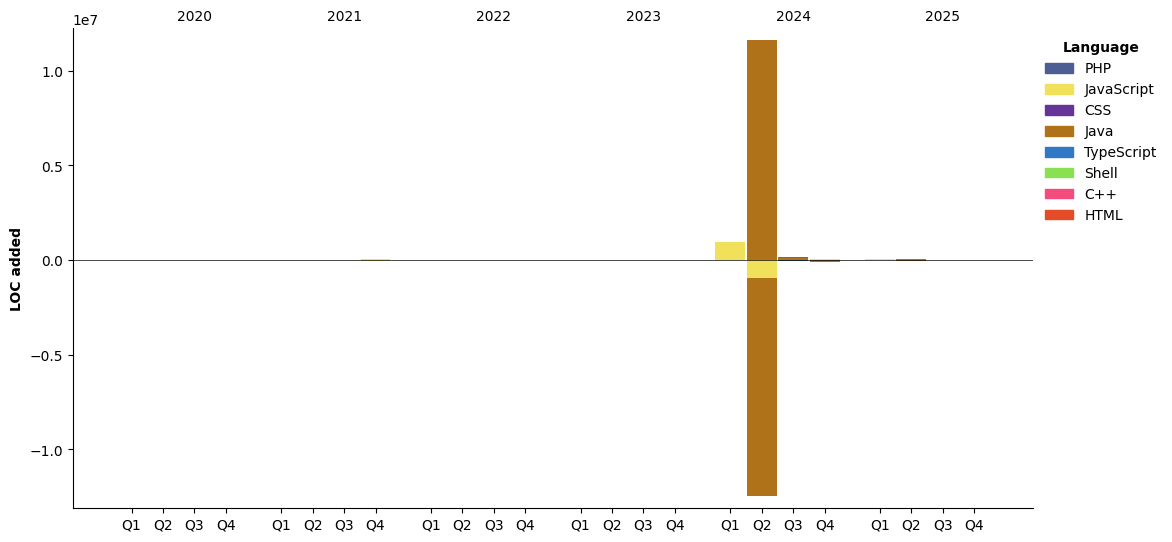 1e7
2020 2021 2022 2023 2024 2025
LOC added
1.0
0.5
0.0
−0.5
−1.0
Q1 Q2 Q3 Q4 Q1 Q2 Q3 Q4 Q1 Q2 Q3 Q4 Q1 Q2 Q3 Q4 Q1 Q2 Q3 Q4 Q1 Q2 Q3 Q4
Language
PHP
JavaScript
CSS
Java
TypeScript
Shell
C++
HTML